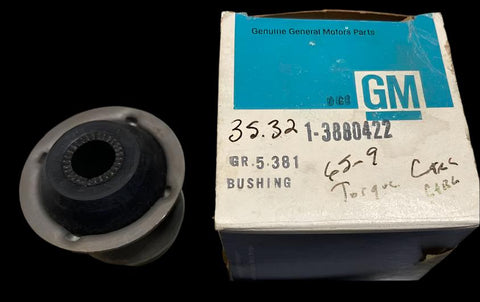 Genuine General Motors Parts
GM
35.32 1-3880422
GR.5.381
BUSHING
65-9
Torque